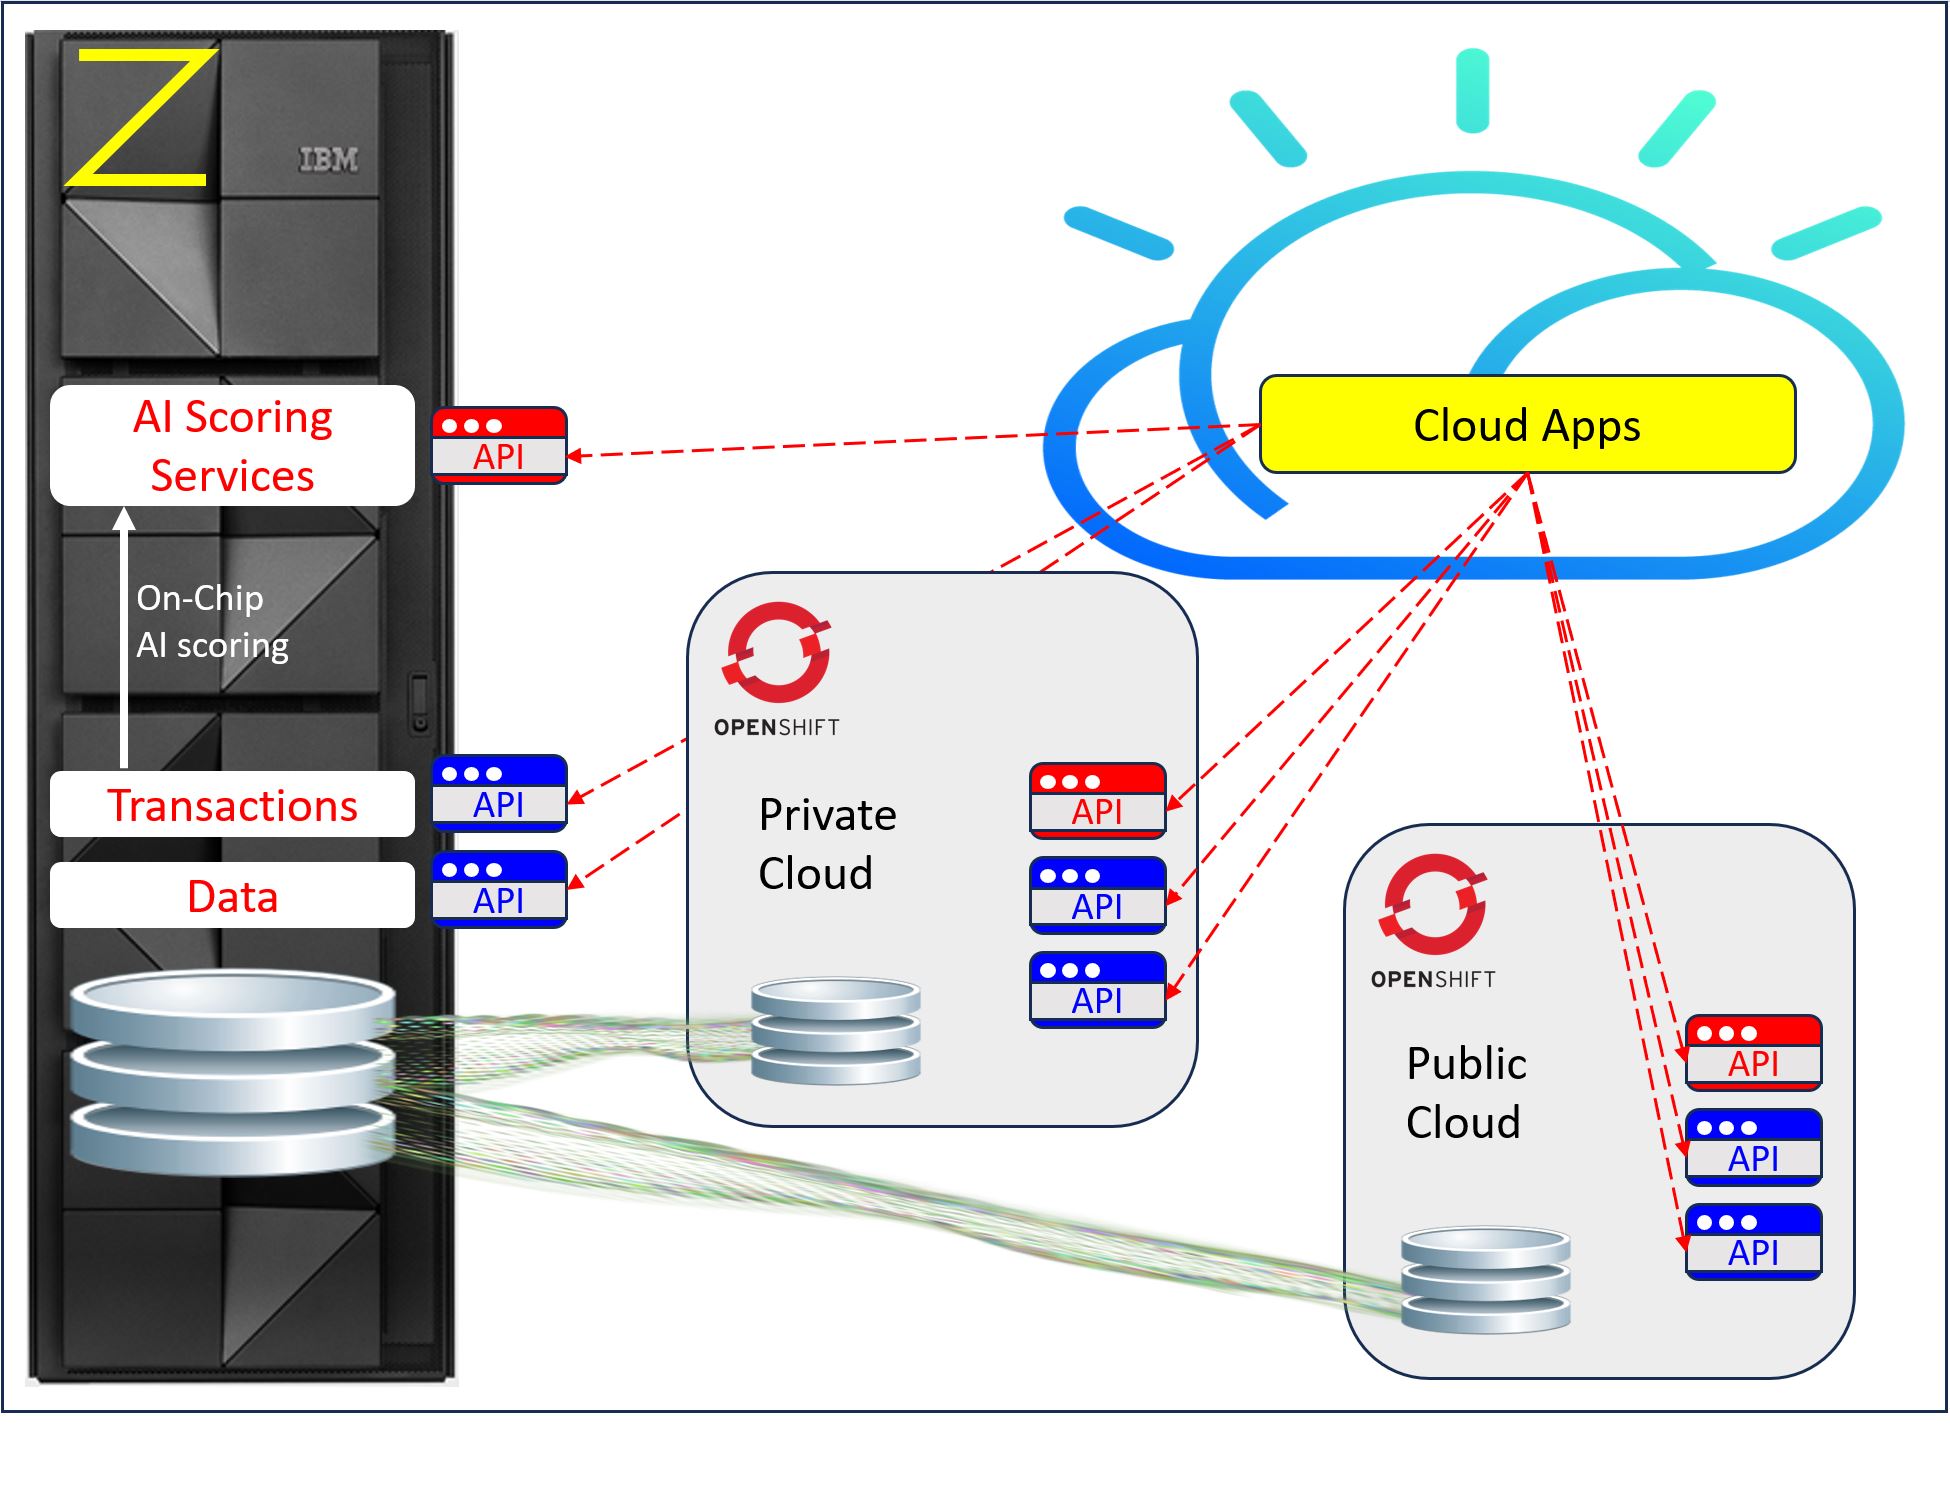 Z
IBM
AI Scoring
Services
API
Cloud Apps
On-Chip
AI scoring
OPENSHIFT
Private
Cloud
API
API
API
Transactions
API
Data
API
OPENSHIFT
Public
Cloud
API
API
API